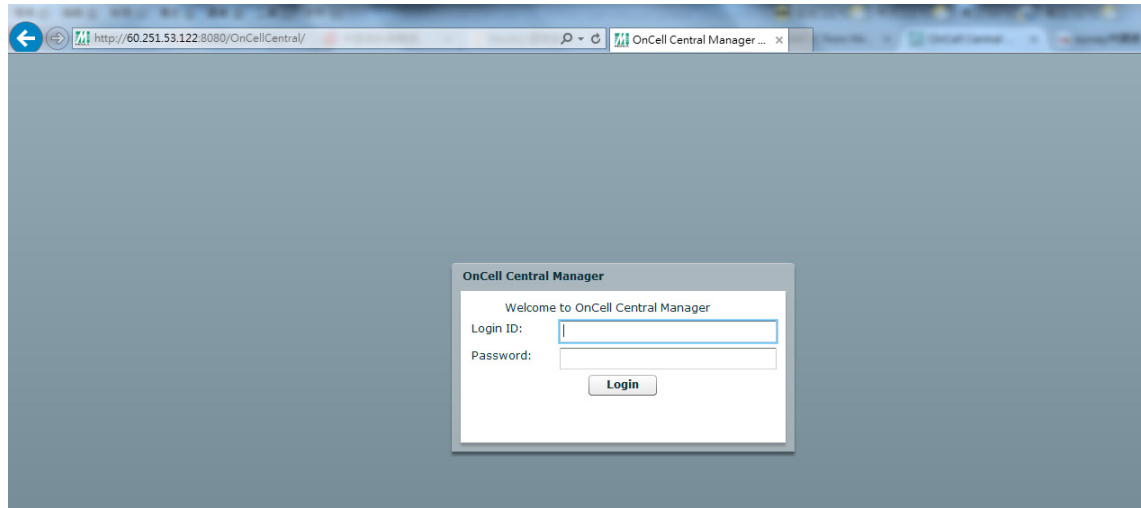 http://60.251.53.122:8080/OnCellCentral/
OnCell Central Manager ...
OnCell Central Manager
Welcome to OnCell Central Manager
Login ID:
Password:
Login